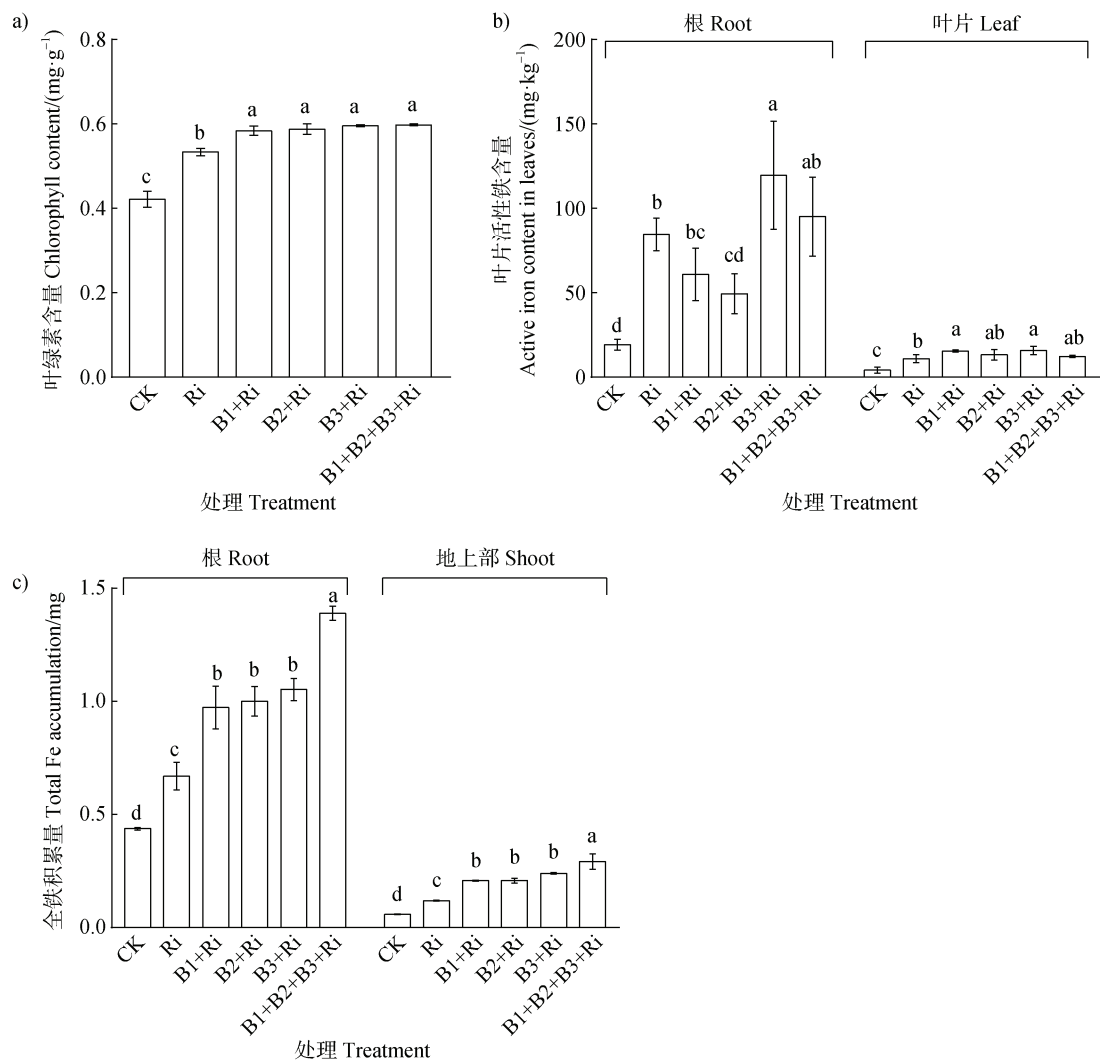 a)
叶绿素含量 Chlorophyll content/(mg·g⁻¹)
0.8
0.6
0.4
0.2
0.0
c
b
a
a
a
a
CK
Ri
B1+Ri
B2+Ri
B3+Ri
B1+B2+B3+Ri
处理 Treatment
b)
根 Root
叶片 Leaf
叶片活性铁含量
Active iron content in leaves/(mg·kg⁻¹)
200
150
100
50
0
d
b
bc
cd
a
ab
c
b
a
ab
a
ab
CK
Ri
B1+Ri
B2+Ri
B3+Ri
B1+B2+B3+Ri
CK
Ri
B1+Ri
B2+Ri
B3+Ri
B1+B2+B3+Ri
处理 Treatment
c)
根 Root
地上部 Shoot
全铁积累量 Total Fe accumulation/mg
1.5
1.0
0.5
0.0
d
c
b
b
b
a
d
c
b
b
b
a
CK
Ri
B1+Ri
B2+Ri
B3+Ri
B1+B2+B3+Ri
CK
Ri
B1+Ri
B2+Ri
B3+Ri
B1+B2+B3+Ri
处理 Treatment